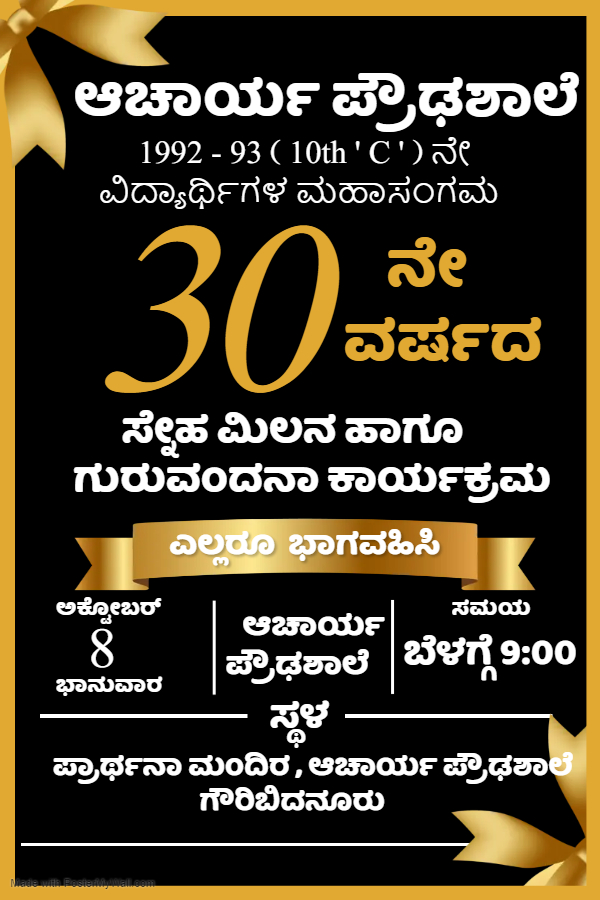 ಆಚಾರ್ಯ ಪ್ರೌಢಶಾಲೆ
1992 - 93 ( 10th ' C ' ) ನೇ
ವಿದ್ಯಾರ್ಥಿಗಳ ಮಹಾಸಂಗಮ
30 ನೇ
ವರ್ಷದ
ಸ್ನೇಹ ಮಿಲನ ಹಾಗೂ
ಗುರುವಂದನಾ ಕಾರ್ಯಕ್ರಮ
ಎಲ್ಲರೂ ಭಾಗವಹಿಸಿ
ಅಕ್ಟೋಬರ್
8
ಭಾನುವಾರ
ಆಚಾರ್ಯ
ಪ್ರೌಢಶಾಲೆ
ಸಮಯ
ಬೆಳಗ್ಗೆ 9:00
ಸ್ಥಳ
ಪ್ರಾರ್ಥನಾ ಮಂದಿರ , ಆಚಾರ್ಯ ಪ್ರೌಢಶಾಲೆ
ಗೌರಿಬಿದನೂರು
Made with PosterMyWall.com